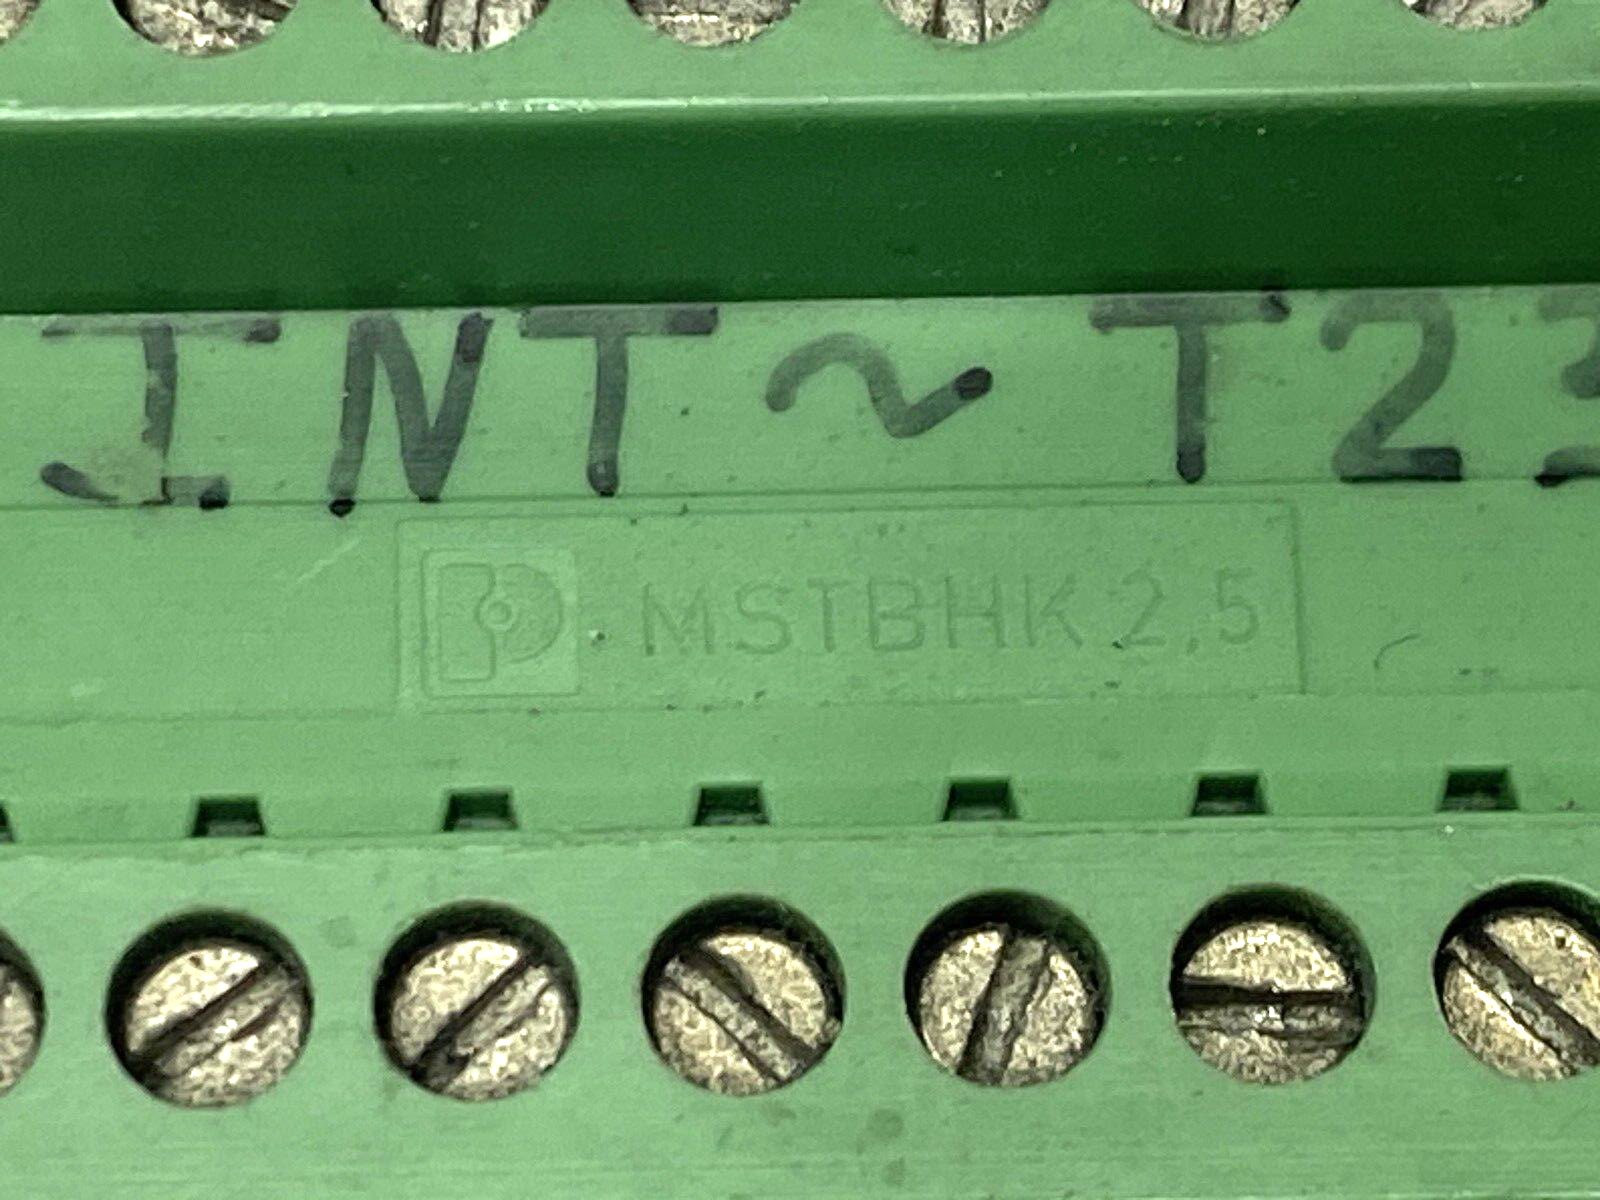 INT~ T2
MSTBHK 2,5